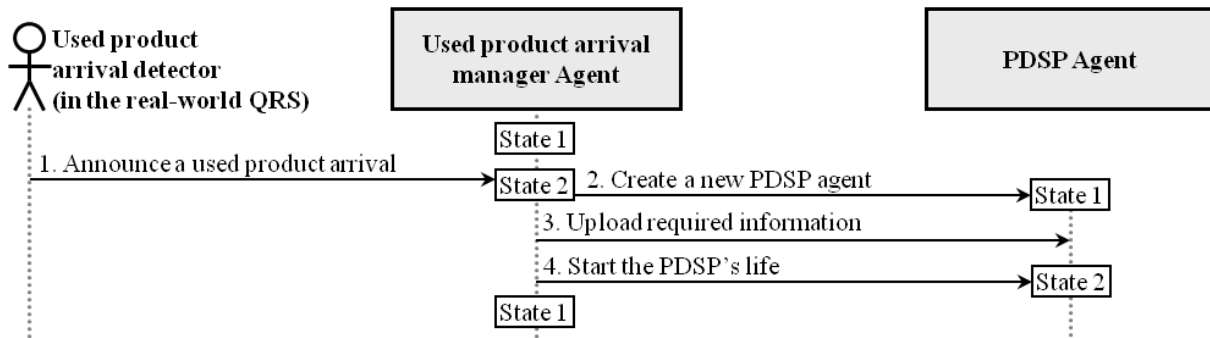 Used product
arrival detector
(in the real-world QRS)
Used product arrival
manager Agent
PDSP Agent
State 1
1. Announce a used product arrival
State 2
2. Create a new PDSP agent
State 1
3. Upload required information
4. Start the PDSP's life
State 2
State 1